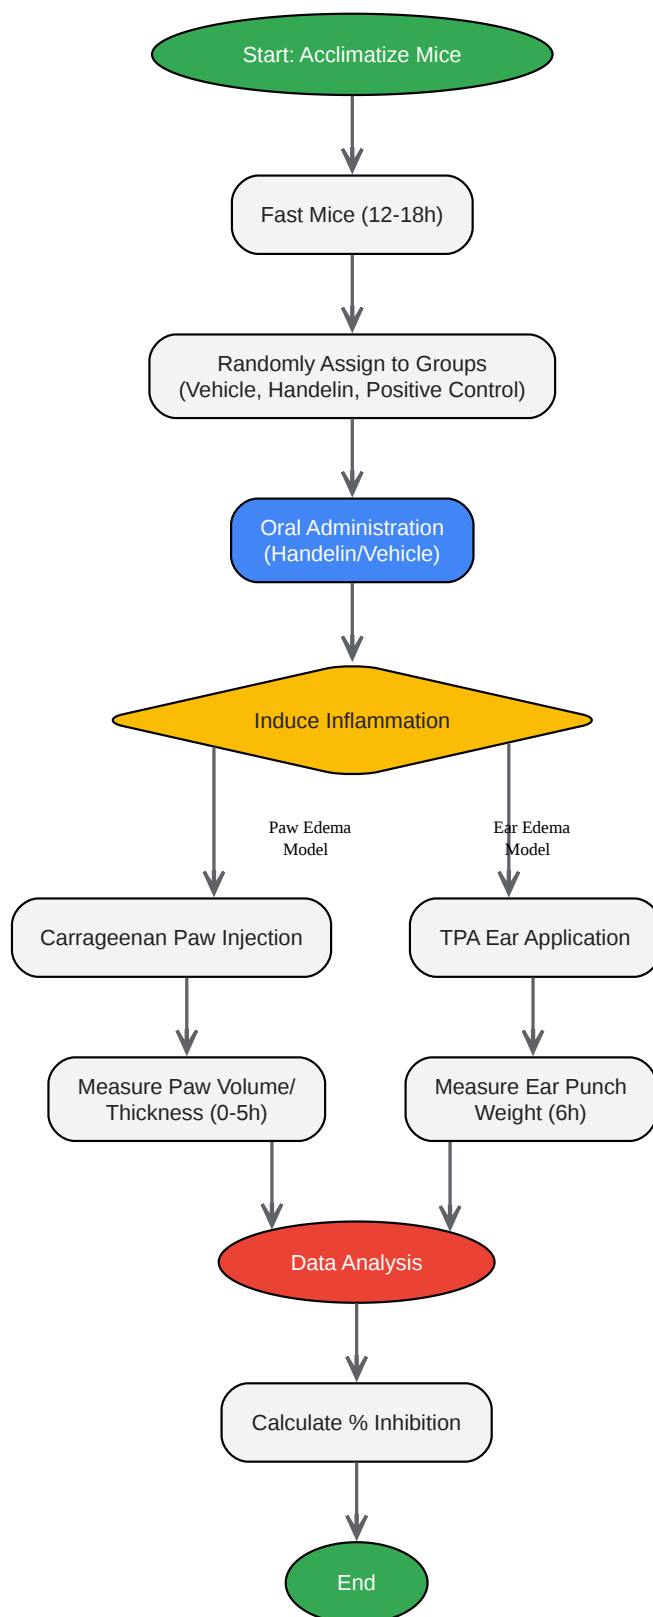 Start: Acclimatize Mice
Fast Mice (12-18h)
Randomly Assign to Groups
(Vehicle, Handelin, Positive Control)
Oral Administration
(Handelin/Vehicle)
Induce Inflammation
Paw Edema
Model
Ear Edema
Model
Carrageenan Paw Injection
TPA Ear Application
Measure Paw Volume/
Thickness (0-5h)
Measure Ear Punch
Weight (6h)
Data Analysis
Calculate % Inhibition
End